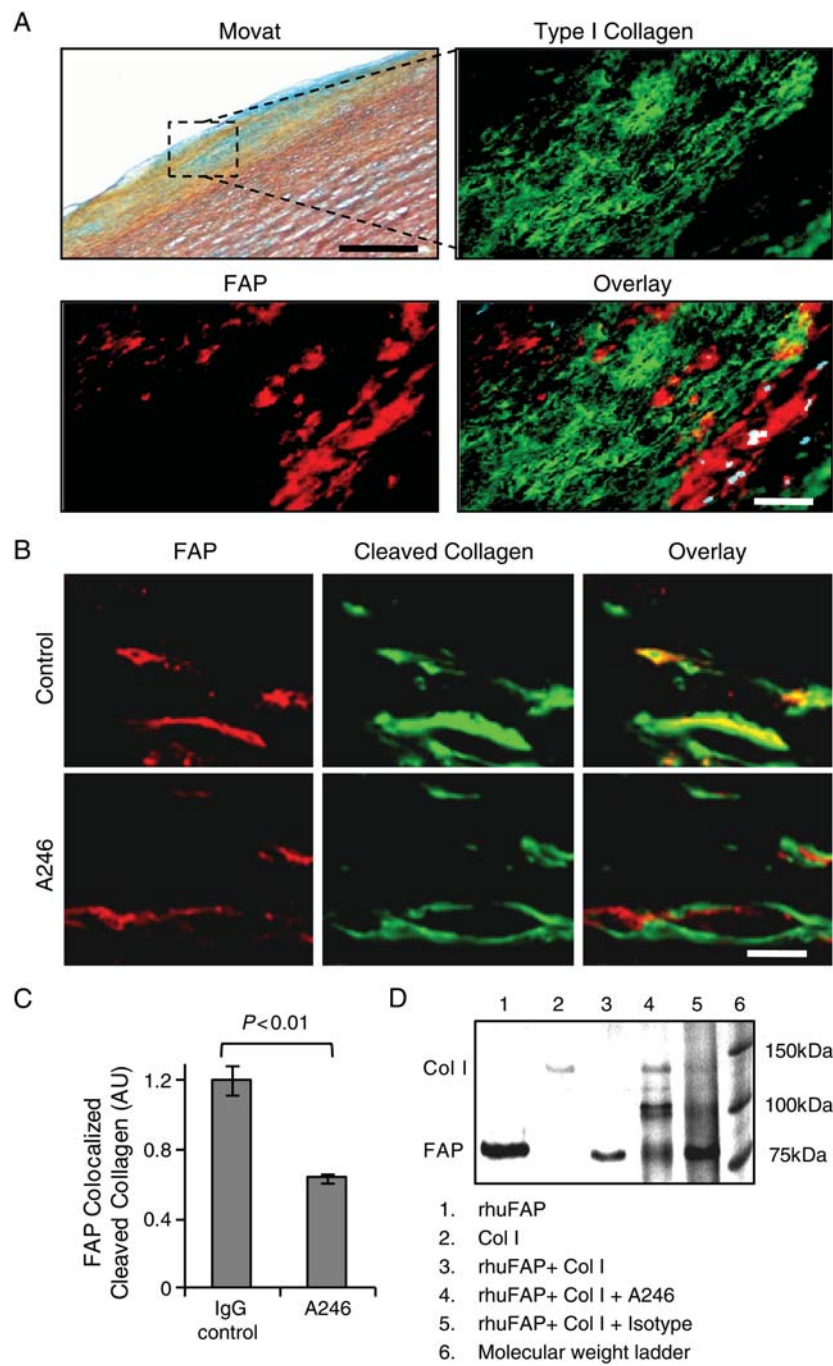 A
Movat
Type I Collagen
FAP
Overlay
B
FAP
Cleaved Collagen
Overlay
Control
A246
C
P<0.01
FAP Colocalized
Cleaved Collagen (AU)
1.2
0.8
0.4
0
IgG
control
A246
D
1 2 3 4 5 6
Col I
FAP
150kDa
100kDa
75kDa
1. rhuFAP
2. Col I
3. rhuFAP+ Col I
4. rhuFAP+ Col I + A246
5. rhuFAP+ Col I + Isotype
6. Molecular weight ladder